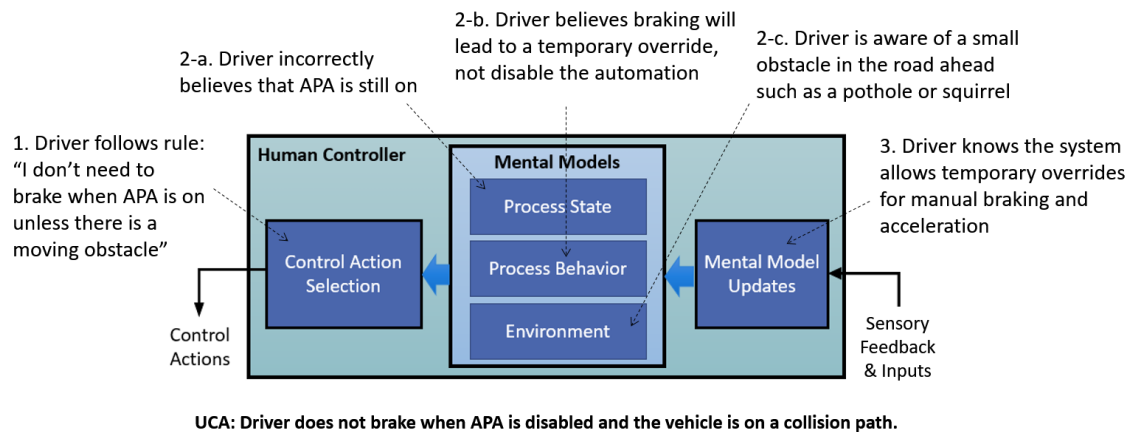 2-b. Driver believes braking will
lead to a temporary override,
not disable the automation
2-a. Driver incorrectly
believes that APA is still on
2-c. Driver is aware of a small
obstacle in the road ahead
such as a pothole or squirrel
1. Driver follows rule:
“I don’t need to
brake when APA is on
unless there is a
moving obstacle”
Human Controller
Mental Models
Process State
Process Behavior
Environment
Control Action
Selection
Mental Model
Updates
3. Driver knows the system
allows temporary overrides
for manual braking and
acceleration
Control
Actions
Sensory
Feedback
& Inputs
UCA: Driver does not brake when APA is disabled and the vehicle is on a collision path.